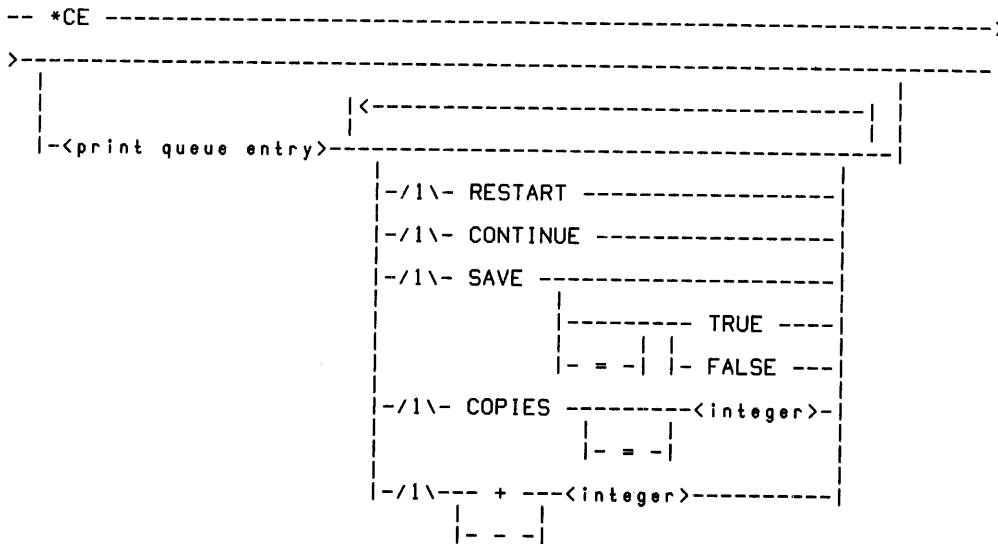 -- *CE ------------------------------------------------------------------>
>-------------------------------------------------------------------------
|<---------------------------------------|
|-<print queue entry>-------------------------------------------|
|-/1\- RESTART --------------------|
|-/1\- CONTINUE ------------------|
|-/1\- SAVE -----------------------|
|--------- TRUE ----|
|- = -| |- FALSE ---|
|-/1\- COPIES ---------<integer>-|
|- = -|
|-/1\--- + ---<integer>----------|
|- - -|